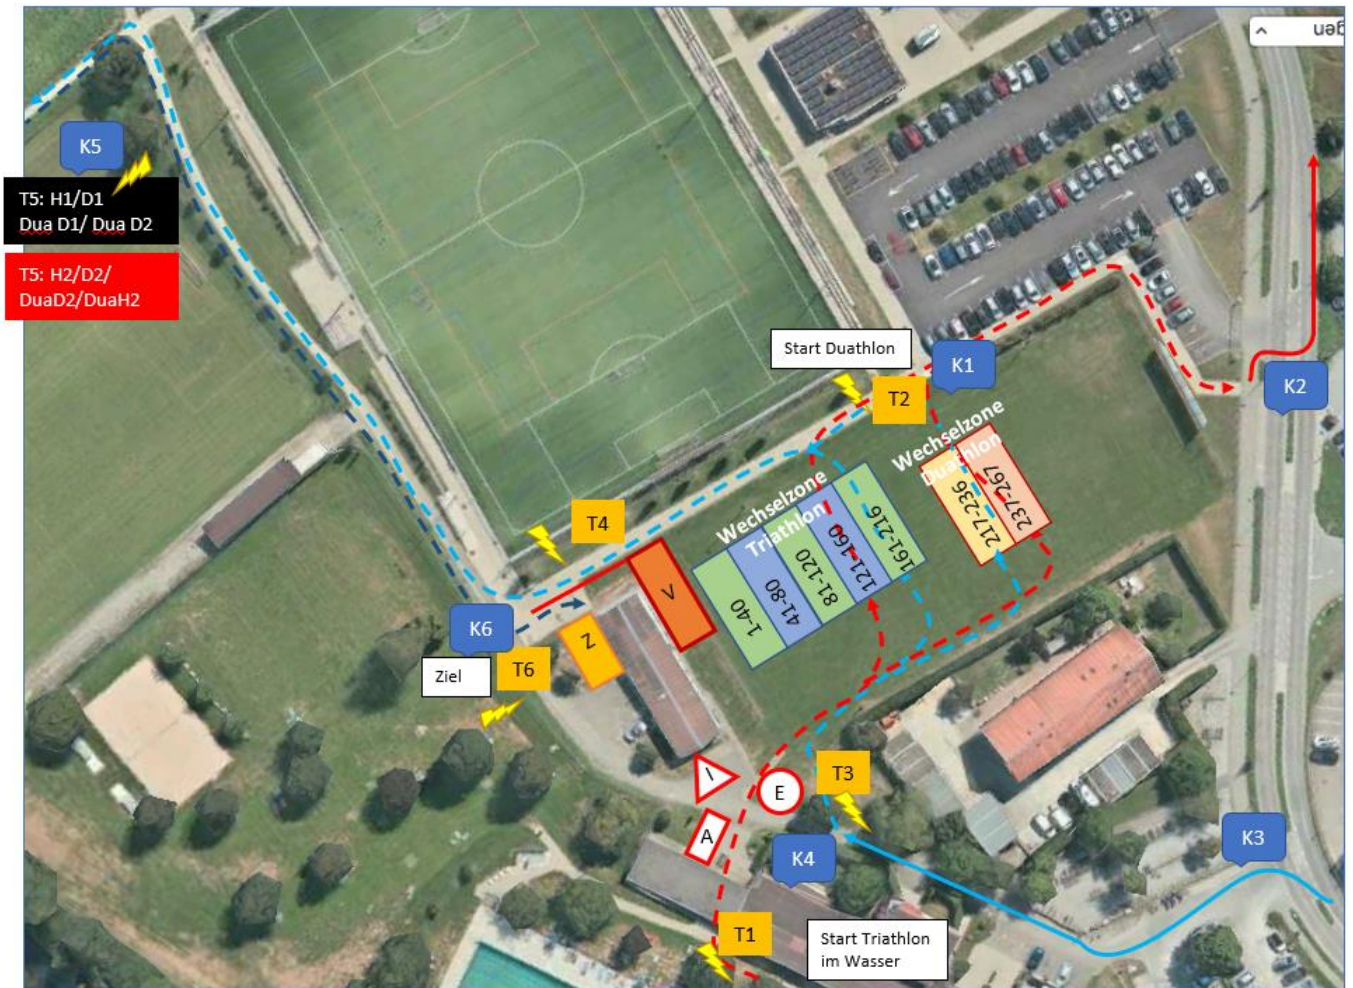 gen
K5
T5: H1/D1
Dua D1/ Dua D2
T5: H2/D2/
DuaD2/DuaH2
Start Duathlon
K1
T2
K2
Wechselzone
Duathlon
217-236
237-267
Wechselzone
Triathlon
1-40
41-80
81-120
121-160
161-216
T4
V
K6
Z
Ziel
T6
I
E
T3
A
K4
K3
T1
Start Triathlon
im Wasser